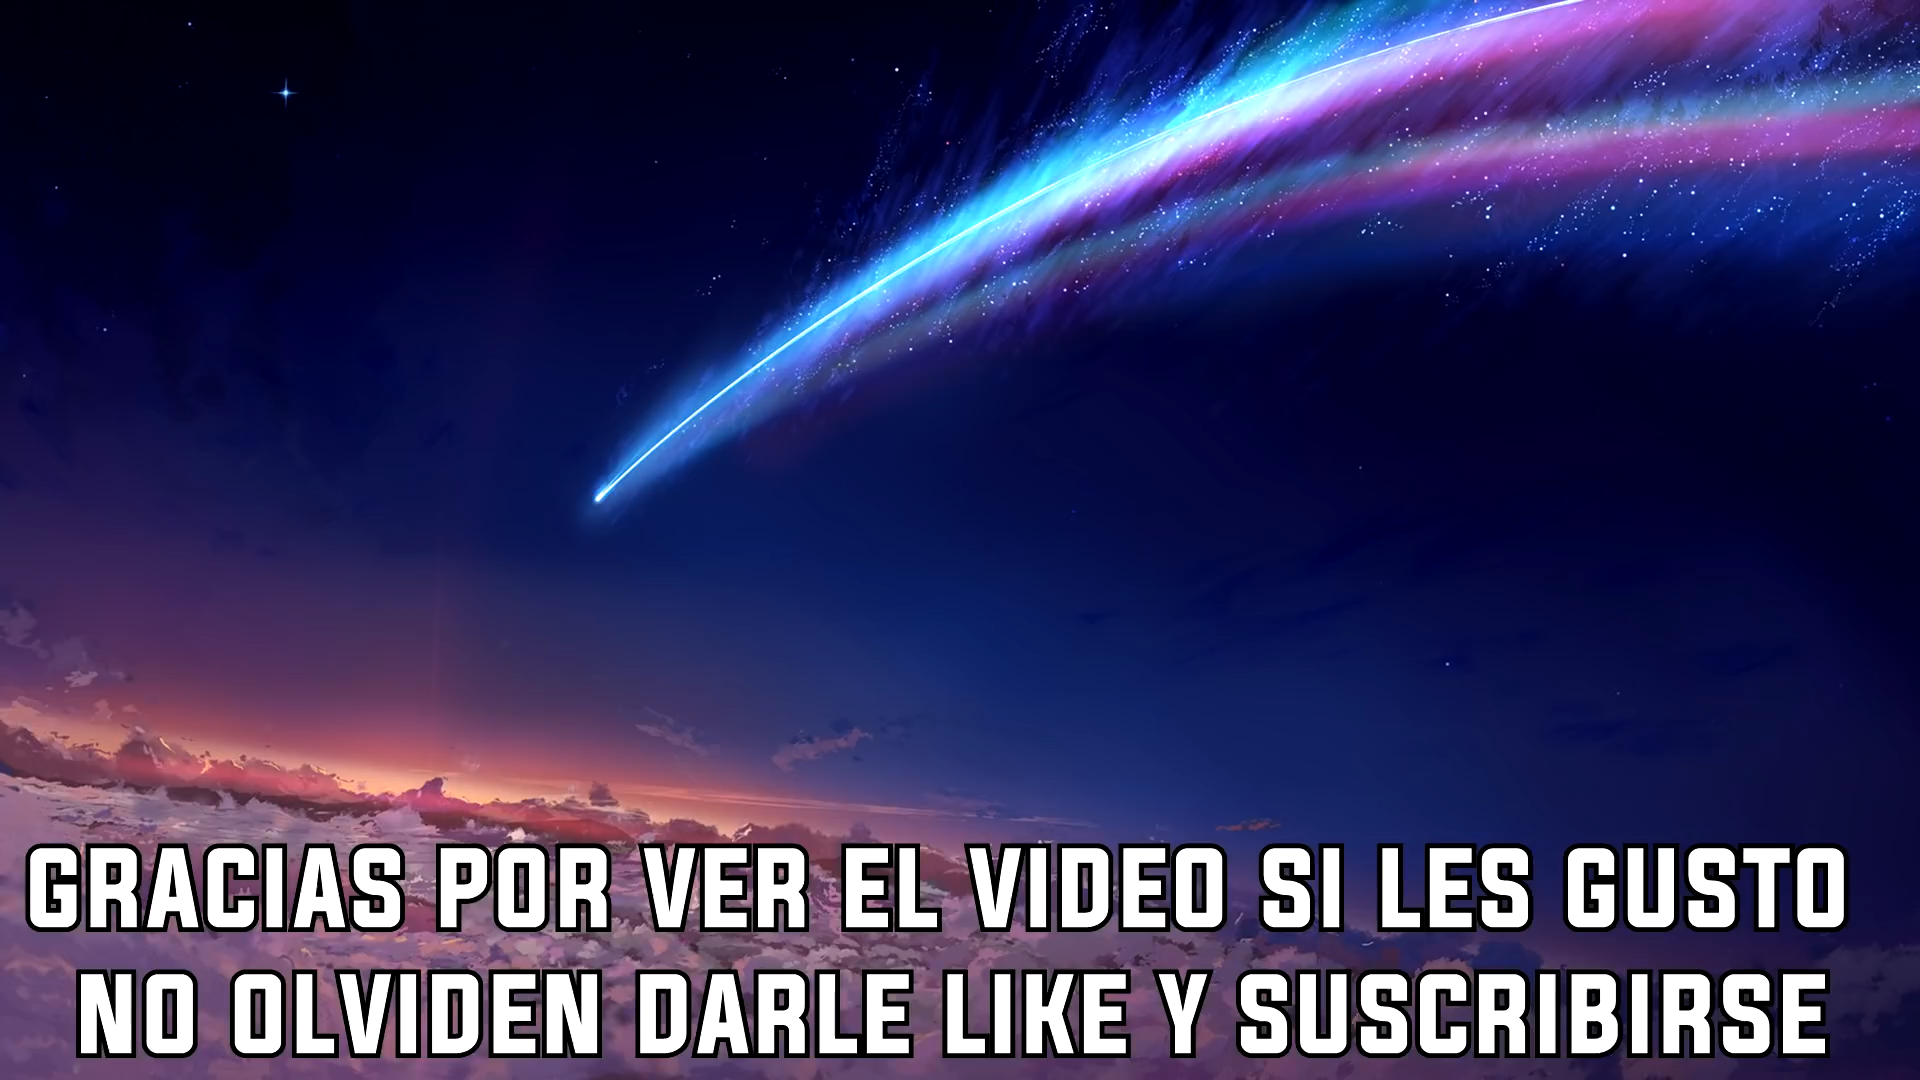 GRACIAS POR VER EL VIDEO SI LES GUSTO
NO OLVIDEN DARLE LIKE Y SUSCRIBIRSE